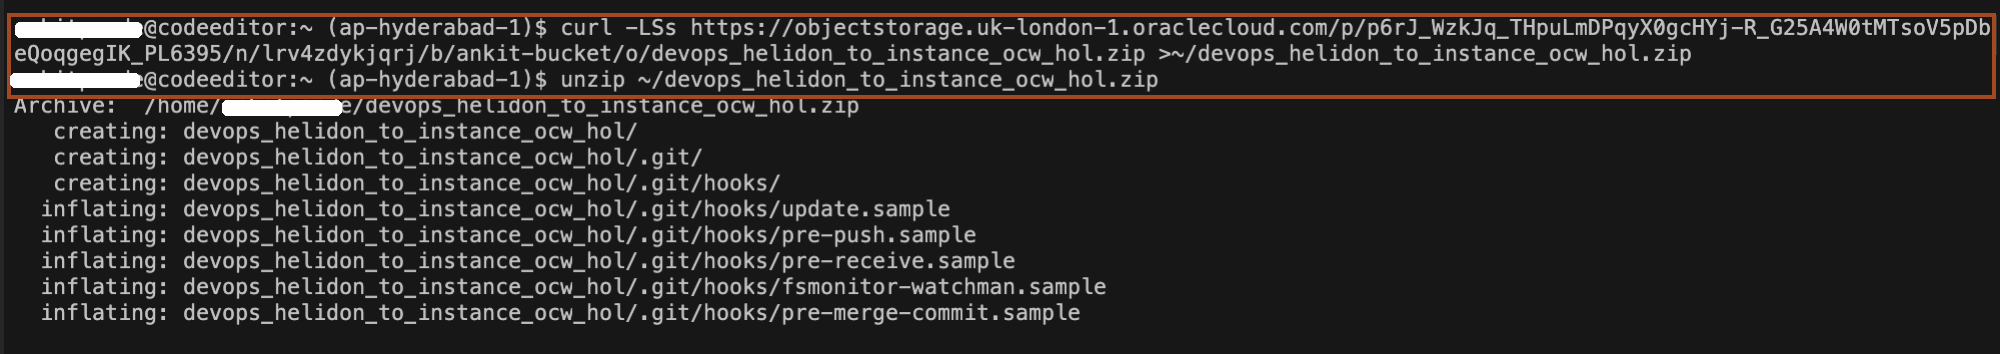 @codeeditor:~ (ap-hyderabad-1)$ curl -LSs https://objectstorage.uk-london-1.oraclecloud.com/p/p6rJ_WzkJq_THpuLmDPqyX0gcHYj-R_G25A4W0tMTsoV5pDb
eQoqgegIK_PL6395/n/lrv4zdykjqrj/b/ankit-bucket/o/devops_helidon_to_instance_ocw_hol.zip >~/devops_helidon_to_instance_ocw_hol.zip
@codeeditor:~ (ap-hyderabad-1)$ unzip ~/devops_helidon_to_instance_ocw_hol.zip
Archive:  /home/ e/devops_helidon_to_instance_ocw_hol.zip
   creating: devops_helidon_to_instance_ocw_hol/
   creating: devops_helidon_to_instance_ocw_hol/.git/
   creating: devops_helidon_to_instance_ocw_hol/.git/hooks/
  inflating: devops_helidon_to_instance_ocw_hol/.git/hooks/update.sample
  inflating: devops_helidon_to_instance_ocw_hol/.git/hooks/pre-push.sample
  inflating: devops_helidon_to_instance_ocw_hol/.git/hooks/pre-receive.sample
  inflating: devops_helidon_to_instance_ocw_hol/.git/hooks/fsmonitor-watchman.sample
  inflating: devops_helidon_to_instance_ocw_hol/.git/hooks/pre-merge-commit.sample